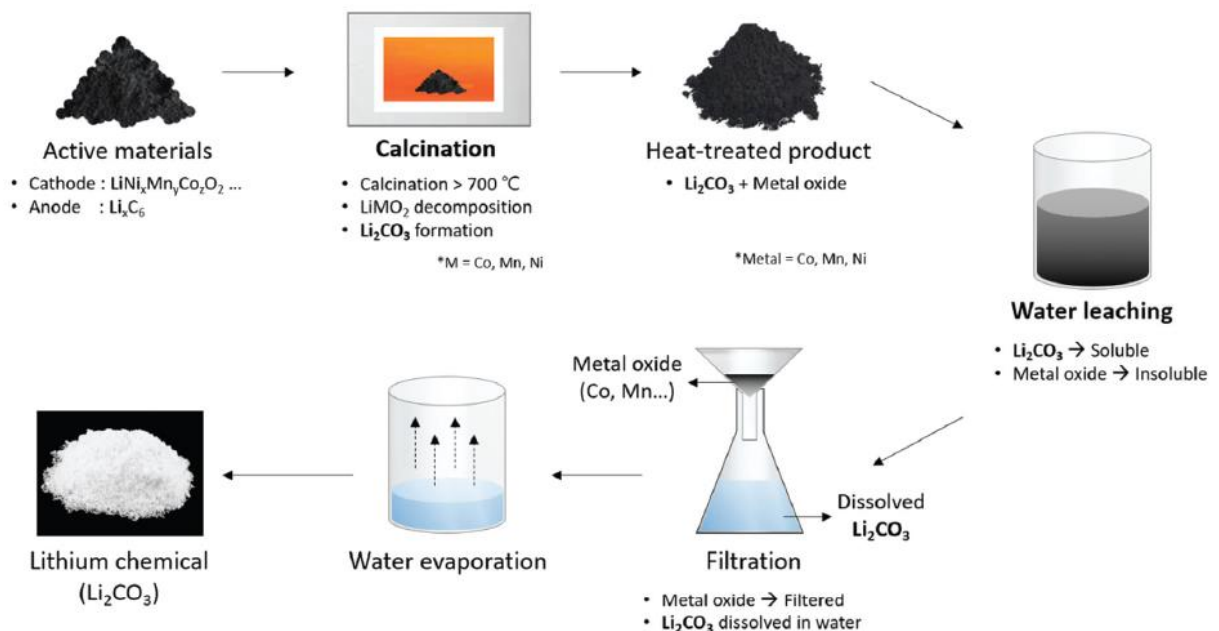 Active materials
• Cathode : LiNiₓMnᵧCo₂O₂ ...
• Anode : LiₓC₆
Calcination
• Calcination > 700 ℃
• LiMO₂ decomposition
• Li₂CO₃ formation
*M = Co, Mn, Ni
Heat-treated product
• Li₂CO₃ + Metal oxide
*Metal = Co, Mn, Ni
Water leaching
• Li₂CO₃ → Soluble
• Metal oxide → Insoluble
Metal oxide
(Co, Mn...)
Dissolved
Li₂CO₃
Filtration
• Metal oxide → Filtered
• Li₂CO₃ dissolved in water
Water evaporation
Lithium chemical
(Li₂CO₃)